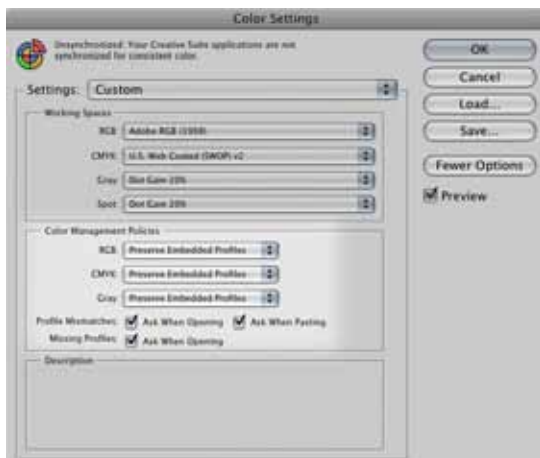 Color Settings
Unsynchronized: Your Creative Suite applications are not
synchronized for consistent color.
OK
Cancel
Settings: Custom
Load...
Working Spaces
Save...
RGB: Adobe RGB (1998)
CMYK: U.S. Web Coated (SWOP) v2
Fewer Options
Gray: Dot Gain 20%
Preview
Spot: Dot Gain 20%
Color Management Policies
RGB: Preserve Embedded Profiles
CMYK: Preserve Embedded Profiles
Gray: Preserve Embedded Profiles
Profile Mismatches: Ask When Opening Ask When Pasting
Missing Profiles: Ask When Opening
Description